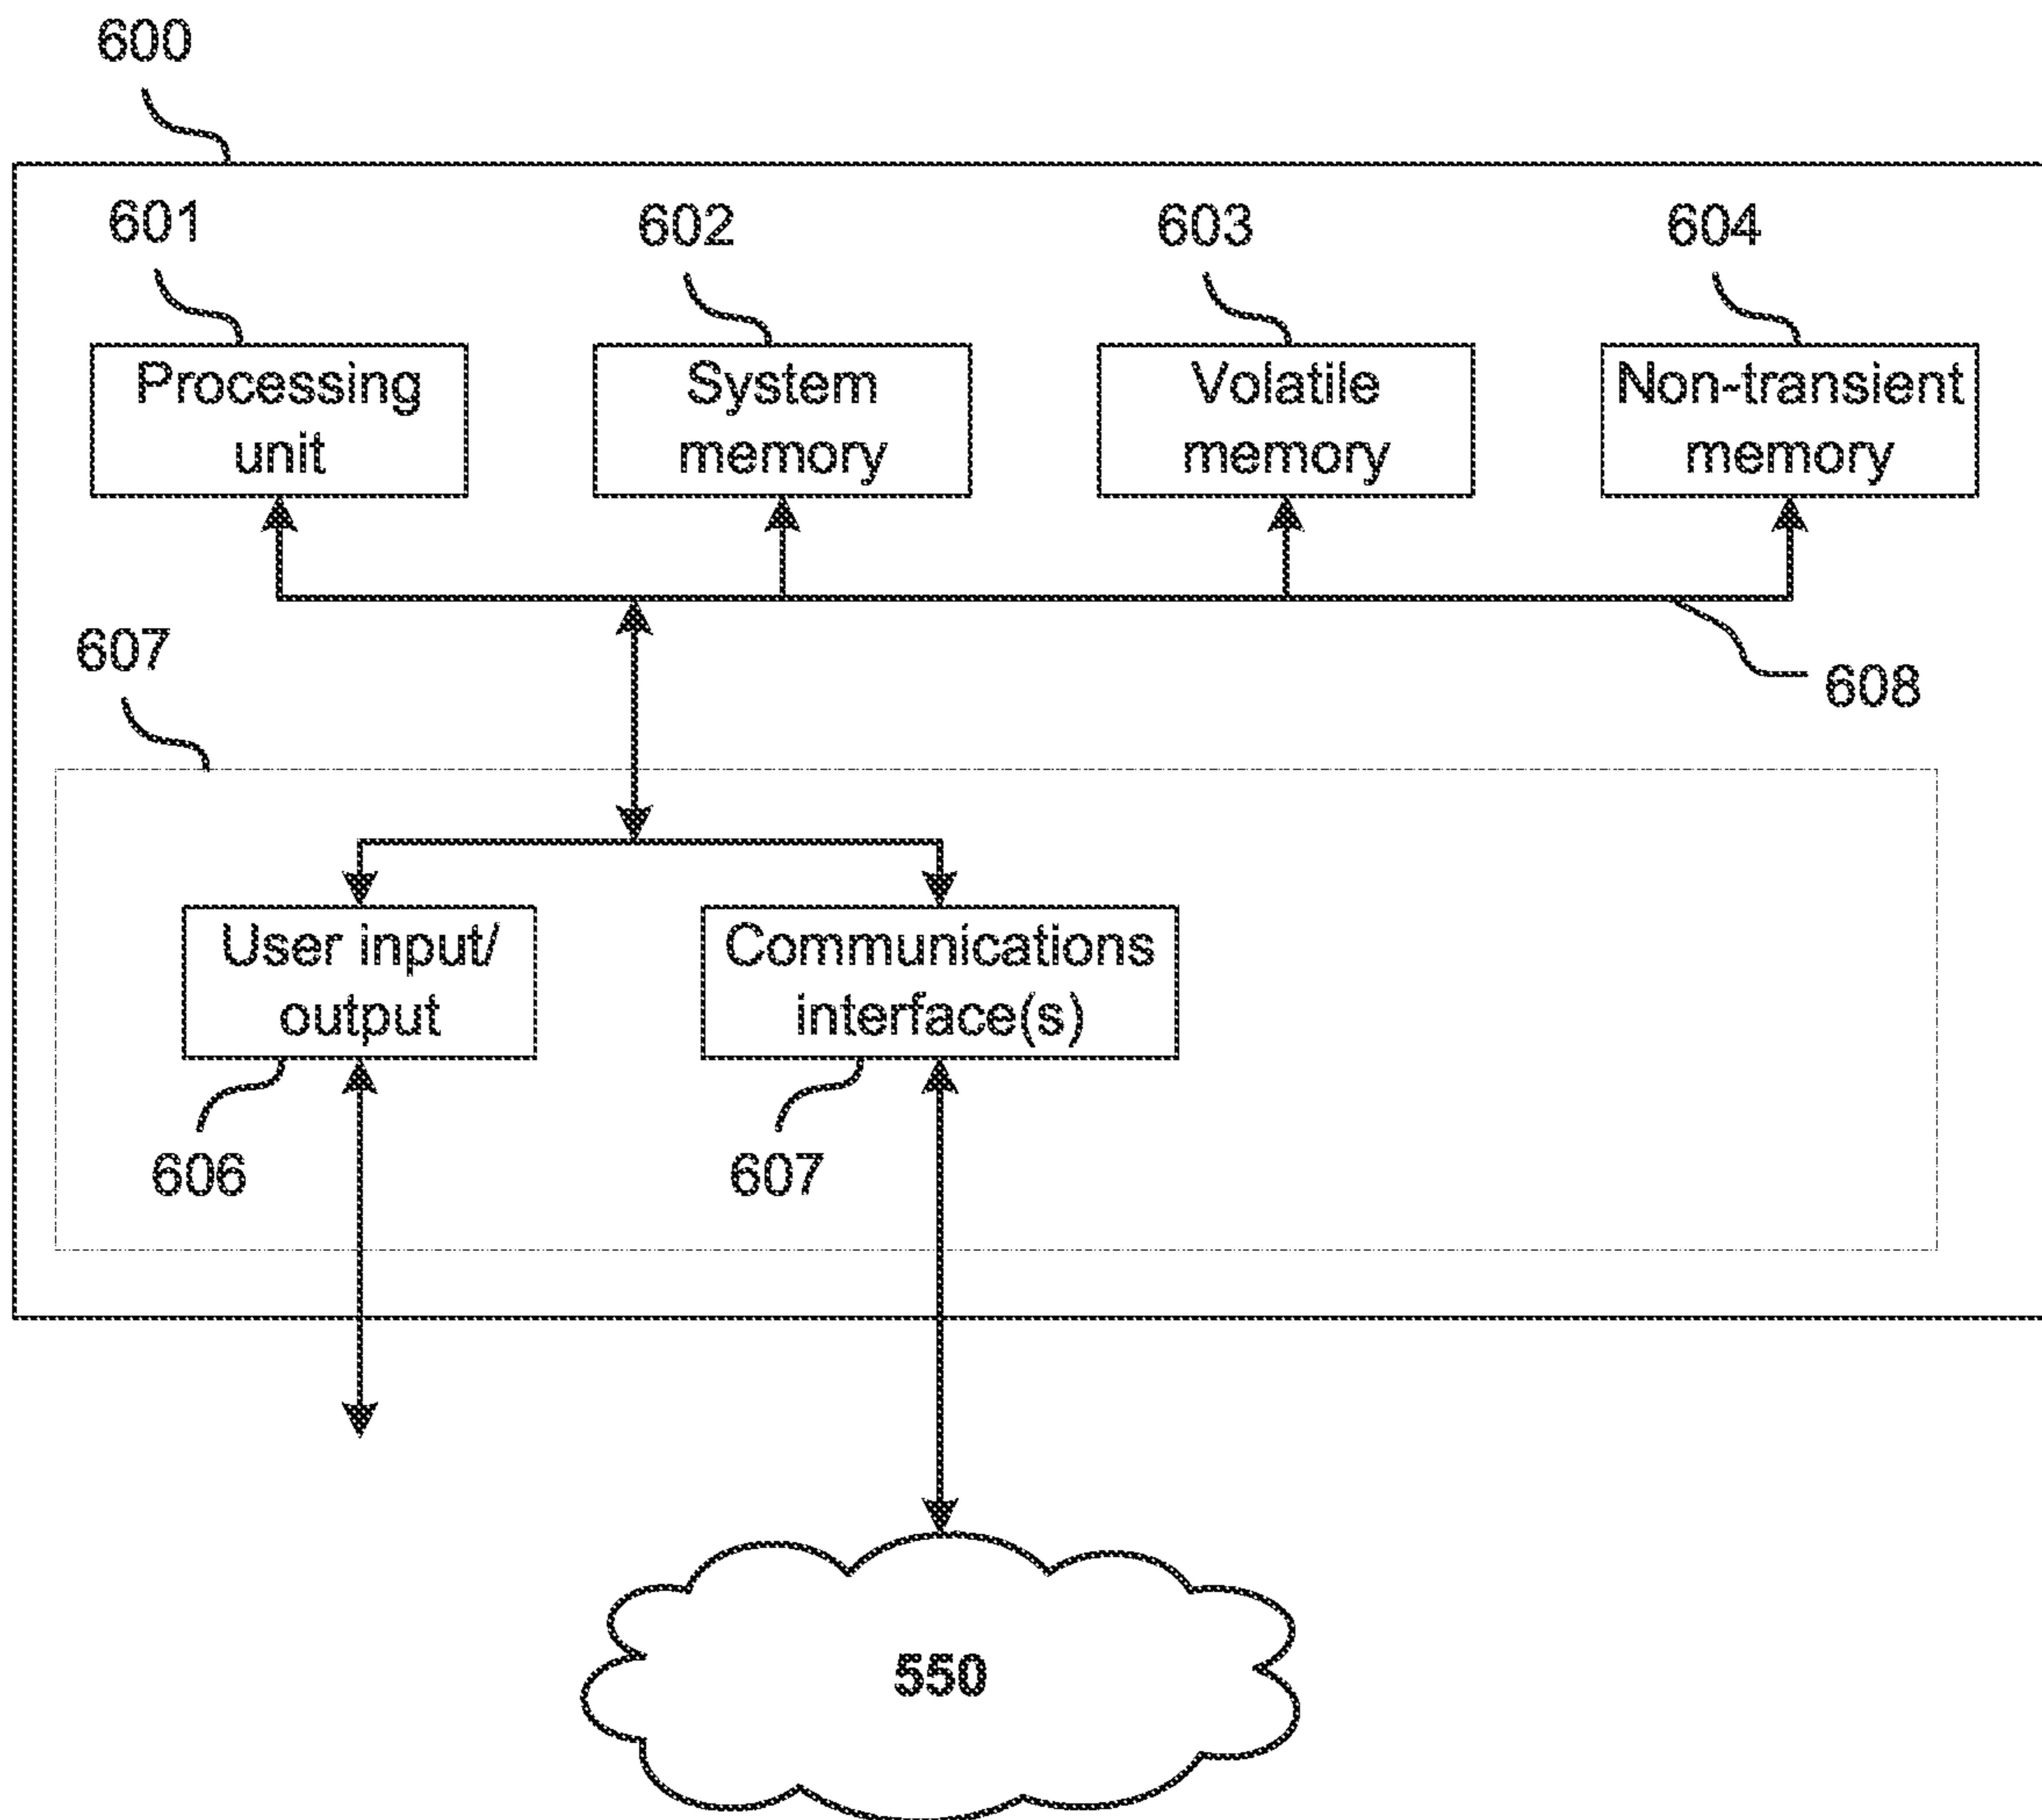 600
601
602
603
604
Processing
unit
System
memory
Volatile
memory
Non-transient
memory
607
608
User input/
output
Communications
interface(s)
606
607
550